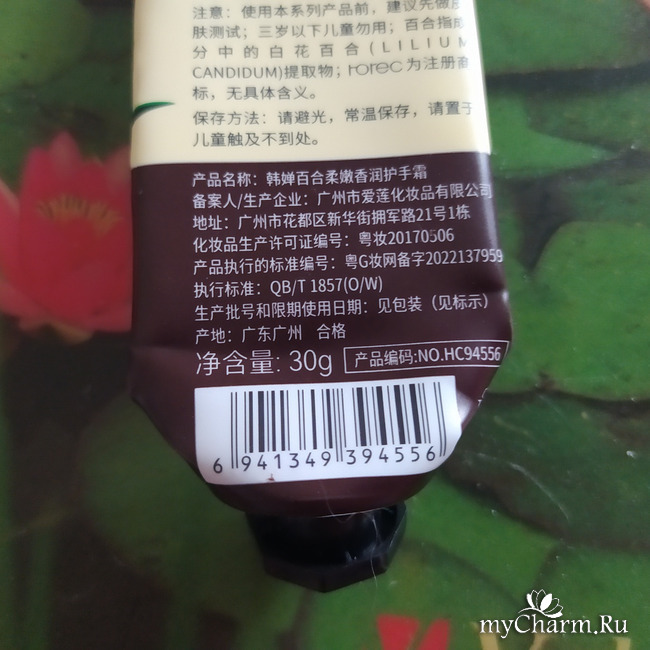 注意：使用本系列产品前，建议先做皮
肤测试；三岁以下儿童勿用；百合指成
分中的白花百合(LILIUM
CANDIDUM)提取物；rorec为注册商
标，无具体含义。
保存方法：请避光，常温保存，请置于
儿童触及不到处。
产品名称：韩婵百合柔嫩香润护手霜
备案人/生产企业：广州市爱莲化妆品有限公司
地址：广州市花都区新华街拥军路21号1栋
化妆品生产许可证编号：粤妆20170506
产品执行的标准编号：粤G妆网备字2022137959
执行标准：QB/T 1857(O/W)
生产批号和限期使用日期：见包装（见标示）
产地：广东广州 合格
净含量: 30g 产品编码:NO.HC94556
6 941349 394556
myCharm.Ru